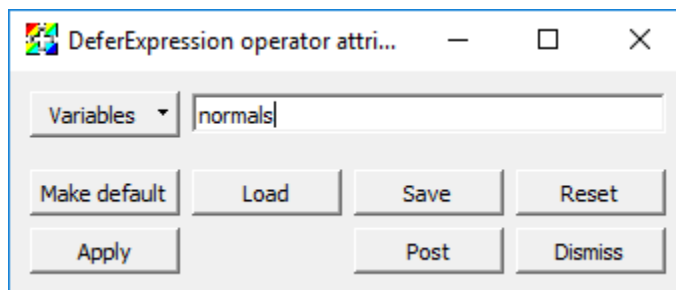 DeferExpression operator attri...
Variables normals
Make default Load Save Reset
Apply Post Dismiss